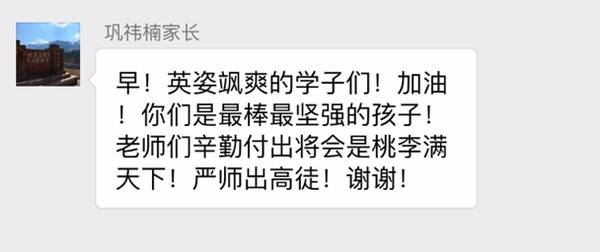 巩祎楠家长
早！英姿飒爽的学子们！加油
！你们是最棒最坚强的孩子！
老师们辛勤付出将会是桃李满
天下！严师出高徒！谢谢！